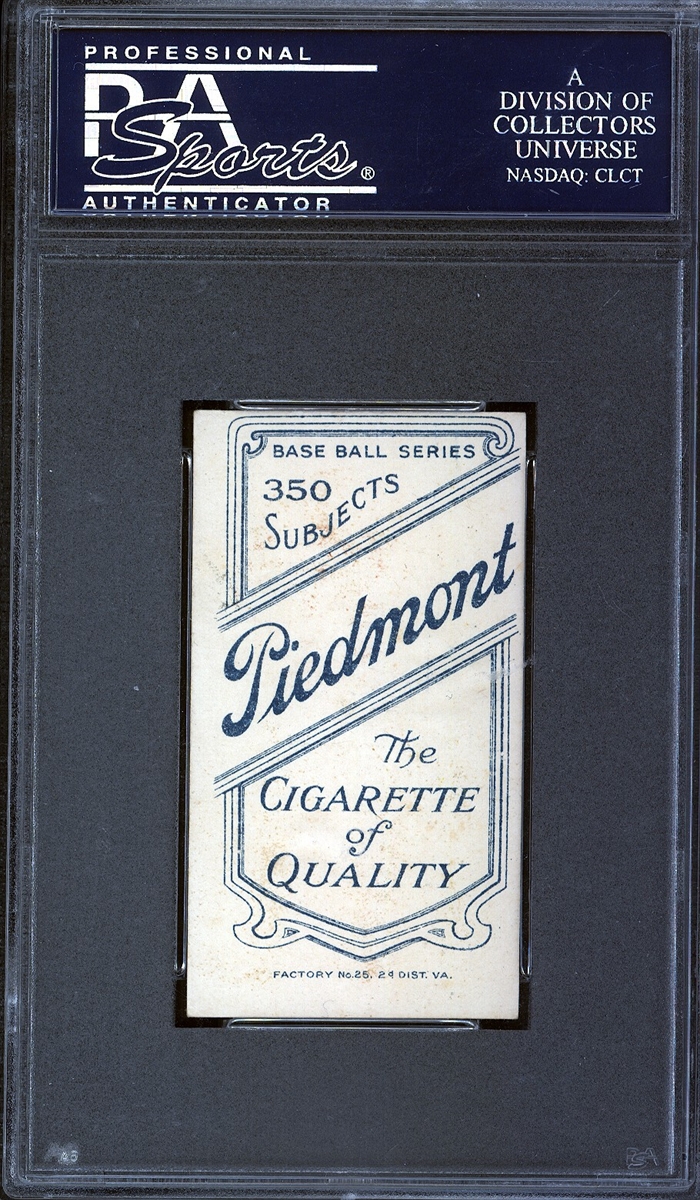 PROFESSIONAL
PSA
Sports®
AUTHENTICATOR
A
DIVISION OF
COLLECTORS
UNIVERSE
NASDAQ: CLCT
BASE BALL SERIES
350
SUBJECTS
Piedmont
The
CIGARETTE
of
QUALITY
FACTORY No. 25, 2d DIST. VA.
PSA